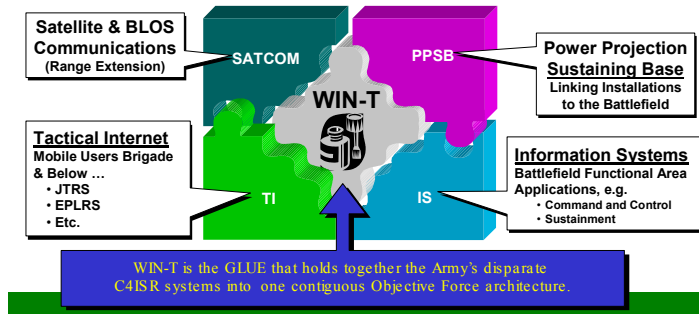 Satellite & BLOS
Communications
(Range Extension)
SATCOM
PPSB
Power Projection
Sustaining Base
Linking Installations
to the Battlefield
WIN-T
Tactical Internet
Mobile Users Brigade
& Below …
• JTRS
• EPLRS
• Etc.
TI
IS
Information Systems
Battlefield Functional Area
Applications, e.g.
• Command and Control
• Sustainment
WIN-T is the GLUE that holds together the Army's disparate
C4ISR systems into one contiguous Objective Force architecture.